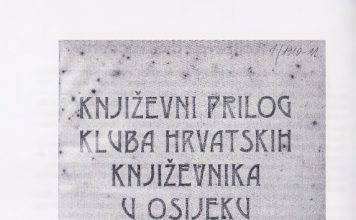 KNJIŽEVNI PRILOG
KLUBA HRVATSKIH
KNJIŽEVNIKA
U OSIJEKU